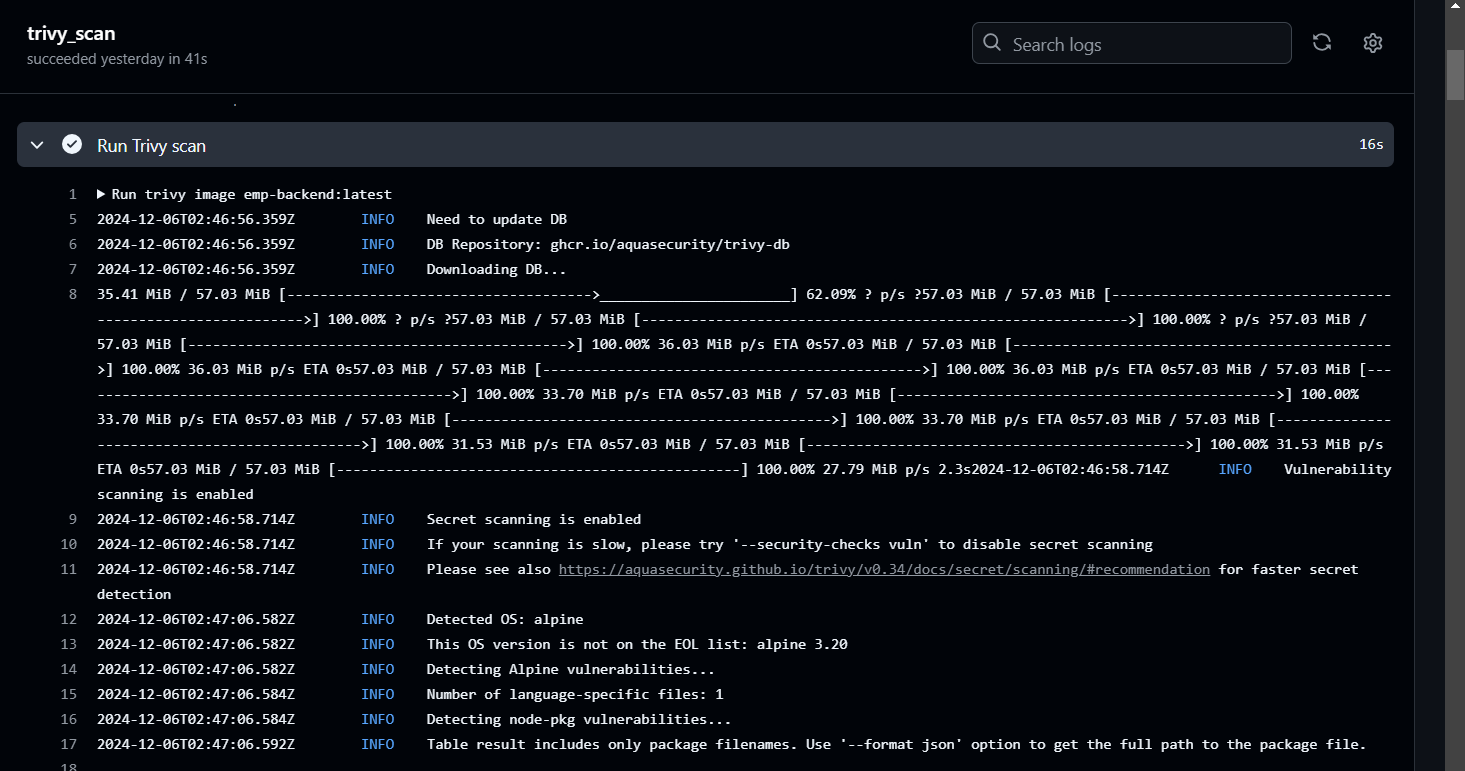 trivy_scan
succeeded yesterday in 41s
Search logs
Run Trivy scan
16s
1 Run trivy image emp-backend:latest
5 2024-12-06T02:46:56.359Z INFO Need to update DB
6 2024-12-06T02:46:56.359Z INFO DB Repository: ghcr.io/aquasecurity/trivy-db
7 2024-12-06T02:46:56.359Z INFO Downloading DB...
8 35.41 MiB / 57.03 MiB [------------------------------------->_______________________] 62.09% ? p/s ?57.03 MiB / 57.03 MiB [----------------------------------
------------------------->] 100.00% ? p/s ?57.03 MiB / 57.03 MiB [----------------------------------------------------------->] 100.00% ? p/s ?57.03 MiB /
57.03 MiB [---------------------------------------------->] 100.00% 36.03 MiB p/s ETA 0s57.03 MiB / 57.03 MiB [----------------------------------------------
>] 100.00% 36.03 MiB p/s ETA 0s57.03 MiB / 57.03 MiB [---------------------------------------------->] 100.00% 36.03 MiB p/s ETA 0s57.03 MiB / 57.03 MiB [---
------------------------------------------->] 100.00% 33.70 MiB p/s ETA 0s57.03 MiB / 57.03 MiB [---------------------------------------------->] 100.00%
33.70 MiB p/s ETA 0s57.03 MiB / 57.03 MiB [---------------------------------------------->] 100.00% 33.70 MiB p/s ETA 0s57.03 MiB / 57.03 MiB [--------------
-------------------------------->] 100.00% 31.53 MiB p/s ETA 0s57.03 MiB / 57.03 MiB [---------------------------------------------->] 100.00% 31.53 MiB p/s
ETA 0s57.03 MiB / 57.03 MiB [-------------------------------------------------] 100.00% 27.79 MiB p/s 2.3s2024-12-06T02:46:58.714Z INFO Vulnerability
scanning is enabled
9 2024-12-06T02:46:58.714Z INFO Secret scanning is enabled
10 2024-12-06T02:46:58.714Z INFO If your scanning is slow, please try '--security-checks vuln' to disable secret scanning
11 2024-12-06T02:46:58.714Z INFO Please see also https://aquasecurity.github.io/trivy/v0.34/docs/secret/scanning/#recommendation for faster secret
detection
12 2024-12-06T02:47:06.582Z INFO Detected OS: alpine
13 2024-12-06T02:47:06.582Z INFO This OS version is not on the EOL list: alpine 3.20
14 2024-12-06T02:47:06.582Z INFO Detecting Alpine vulnerabilities...
15 2024-12-06T02:47:06.584Z INFO Number of language-specific files: 1
16 2024-12-06T02:47:06.584Z INFO Detecting node-pkg vulnerabilities...
17 2024-12-06T02:47:06.592Z INFO Table result includes only package filenames. Use '--format json' option to get the full path to the package file.
18